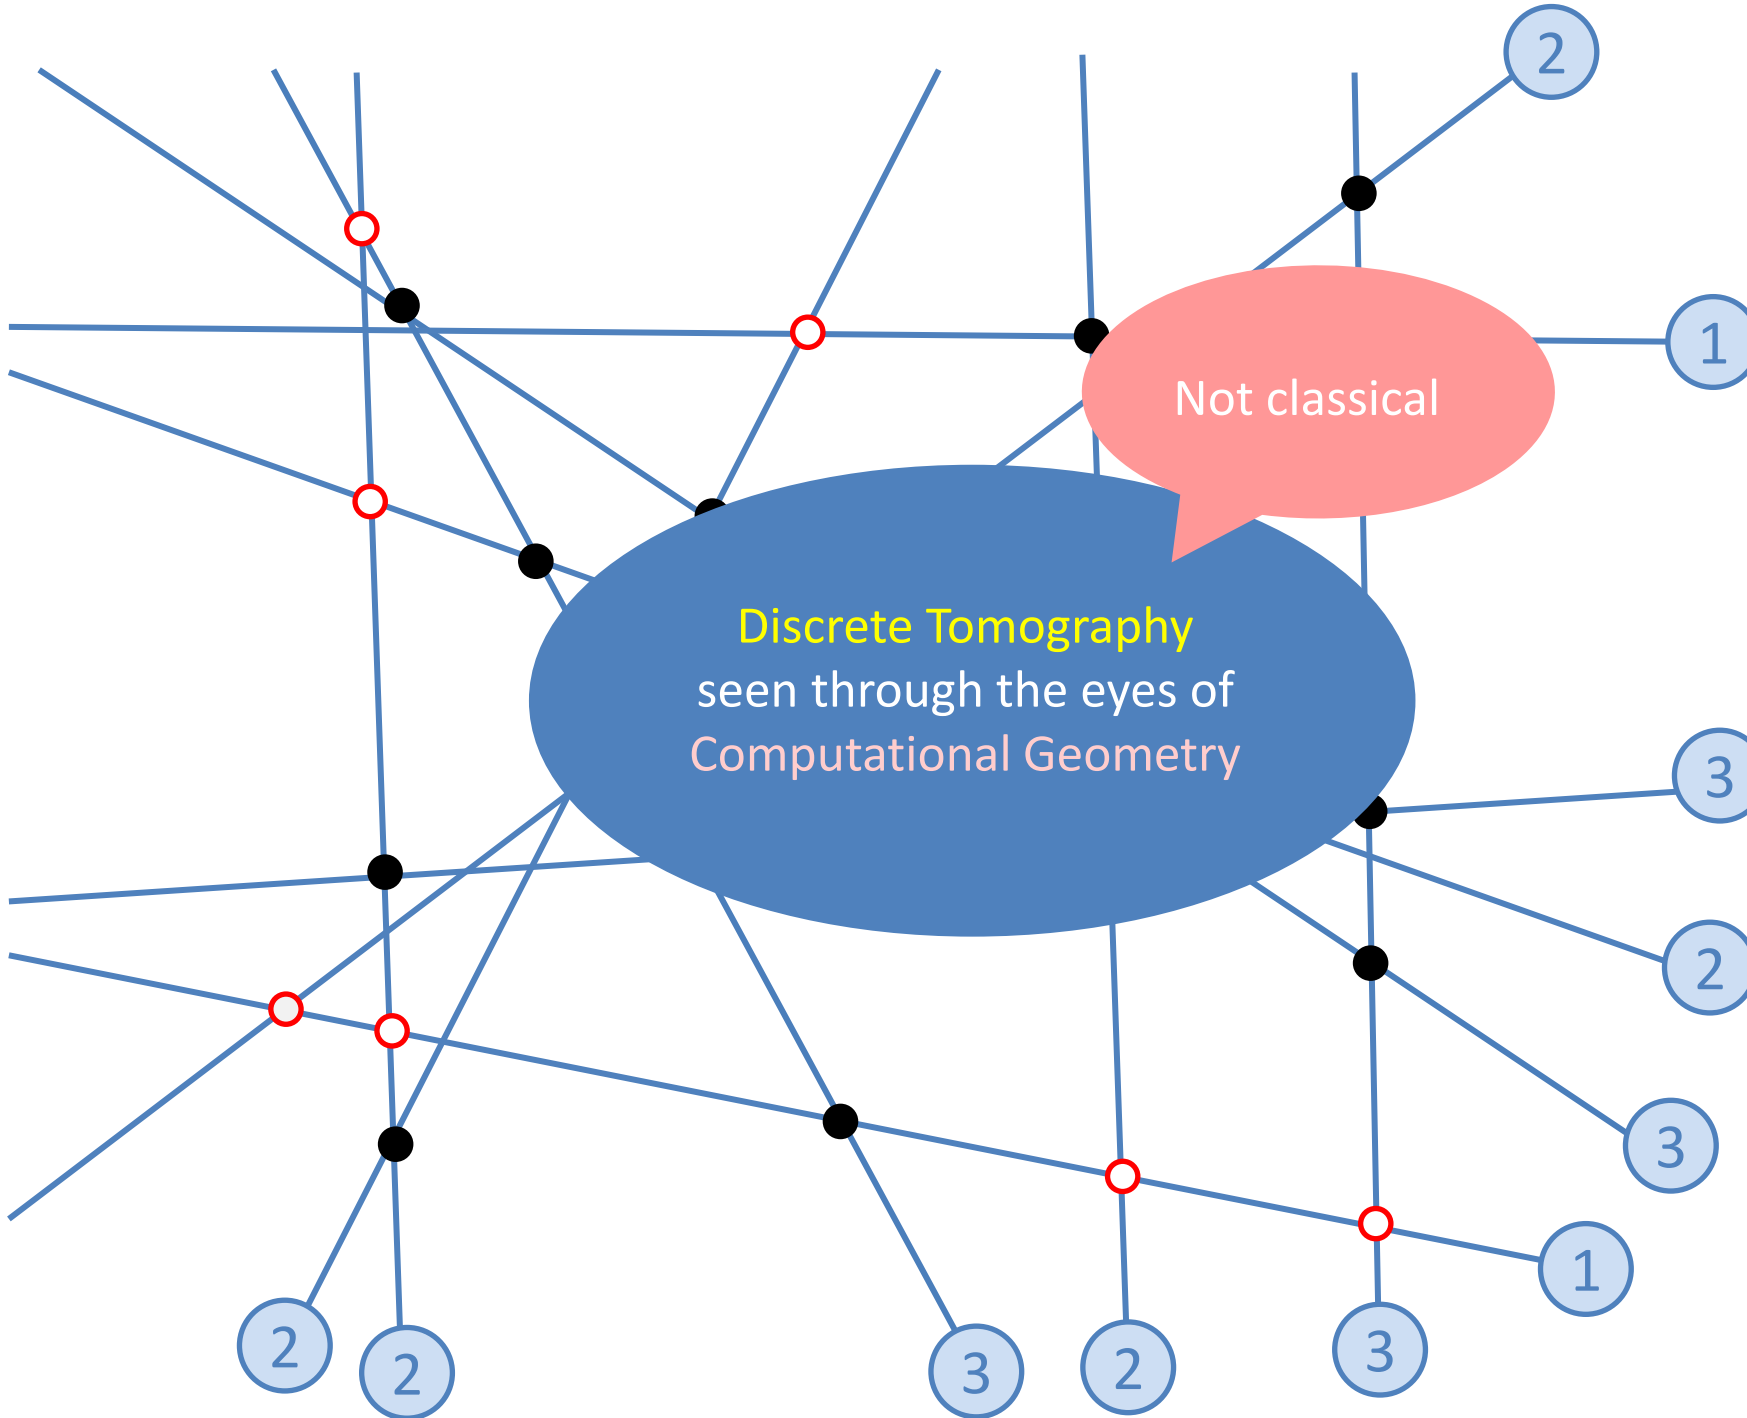 2
1
Not classical
Discrete Tomography
seen through the eyes of
Computational Geometry
3
2
3
1
2
2
3
2
3